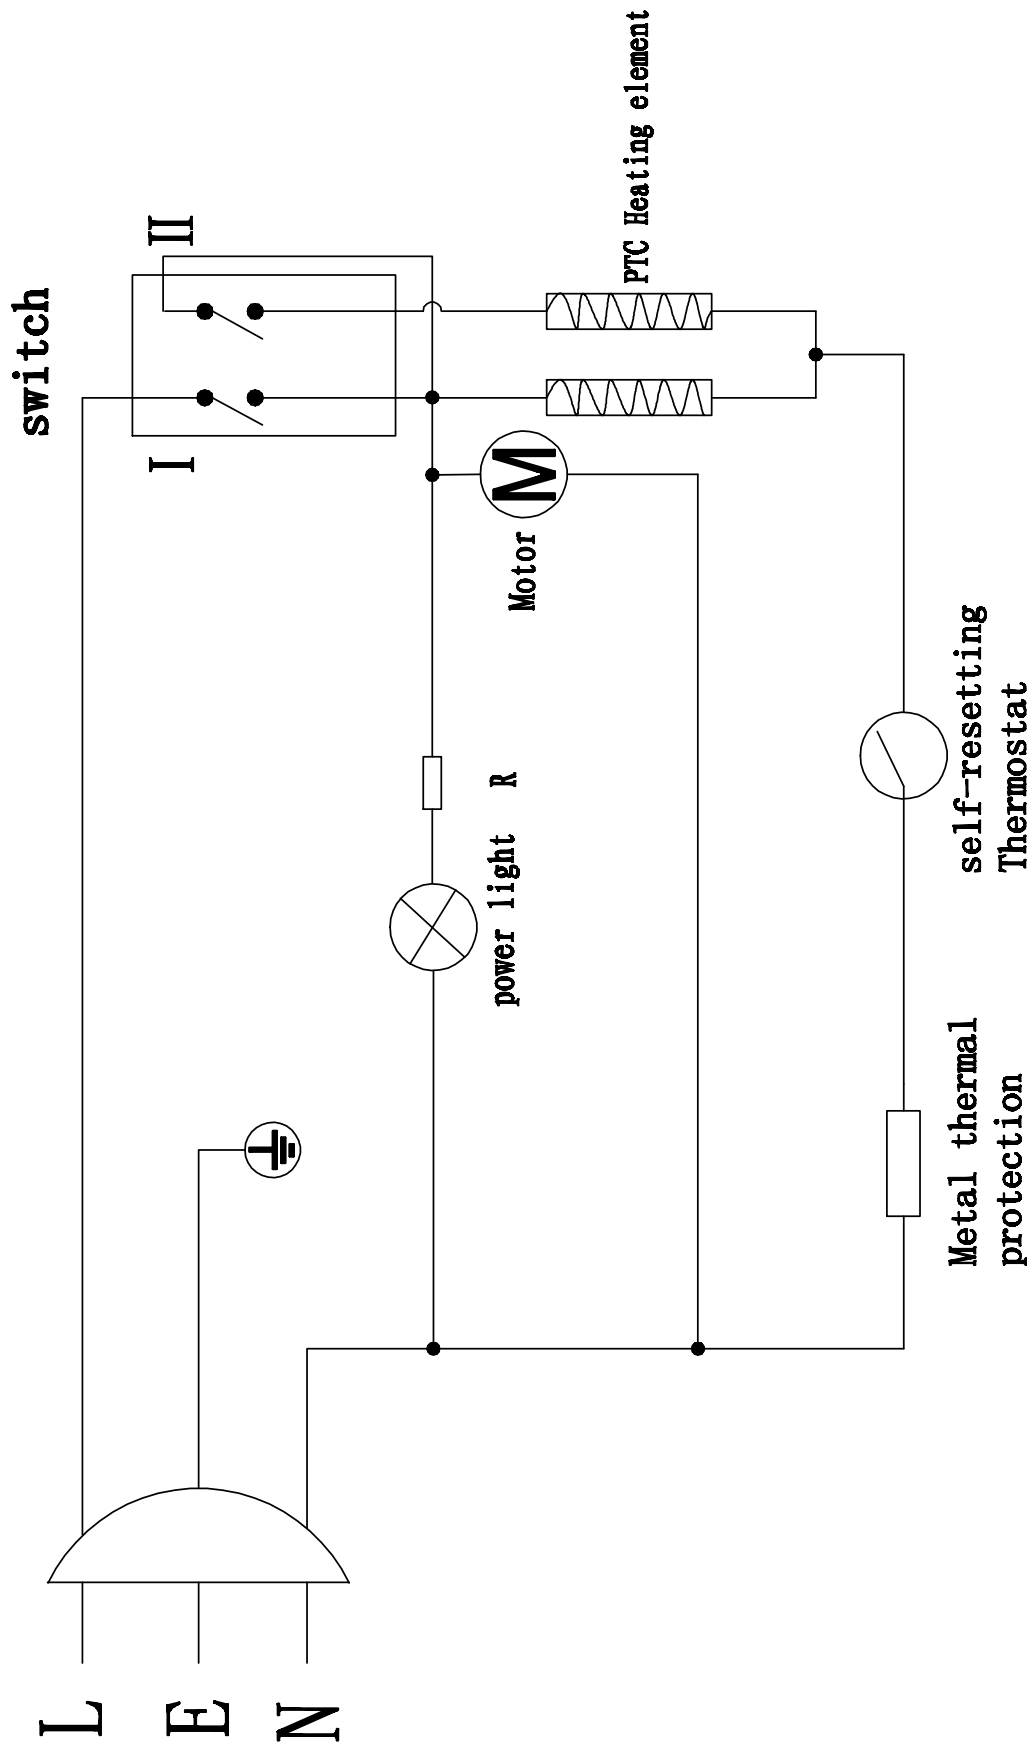 switch
I
II
PTC Heating element
M
Motor
R
power light
self-resetting
Thermostat
Metal thermal
protection
L
E
N